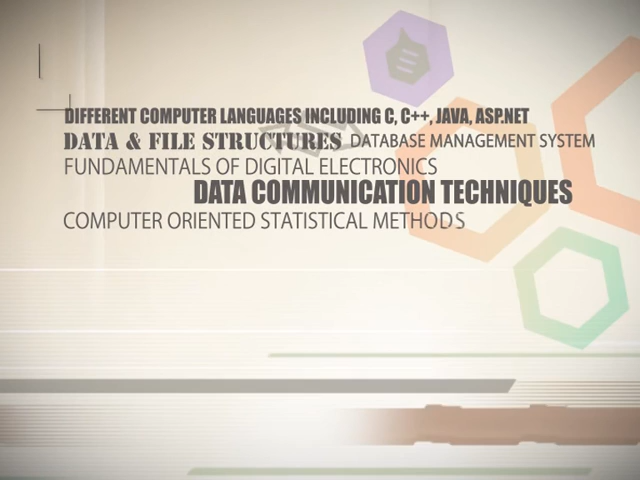 DIFFERENT COMPUTER LANGUAGES INCLUDING C, C++, JAVA, ASP.NET
DATA & FILE STRUCTURES DATABASE MANAGEMENT SYSTEM
FUNDAMENTALS OF DIGITAL ELECTRONICS
DATA COMMUNICATION TECHNIQUES
COMPUTER ORIENTED STATISTICAL METHODS